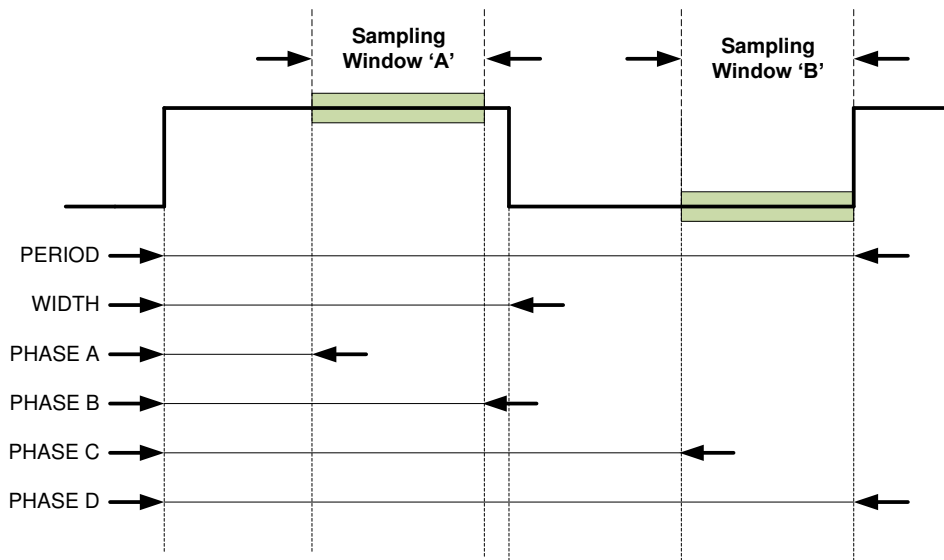 Sampling
Window ‘A’
Sampling
Window ‘B’
PERIOD
WIDTH
PHASE A
PHASE B
PHASE C
PHASE D